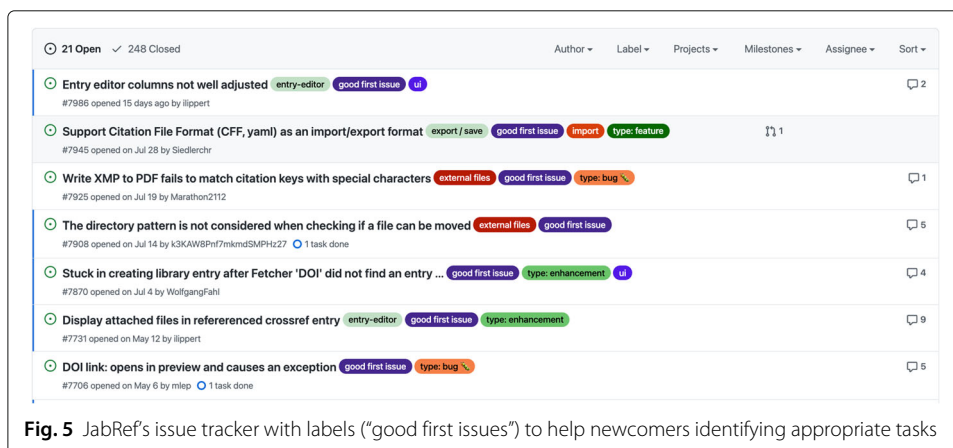 21 Open ✓ 248 Closed Author Label Projects Milestones Assignee Sort
Entry editor columns not well adjusted entry-editor good first issue ui 2
#7986 opened 15 days ago by ilippert
Support Citation File Format (CFF, yaml) as an import/export format export / save good first issue import type: feature 1
#7945 opened on Jul 28 by Siedlerchr
Write XMP to PDF fails to match citation keys with special characters external files good first issue type: bug 🐛 1
#7925 opened on Jul 19 by Marathon2112
The directory pattern is not considered when checking if a file can be moved external files good first issue 5
#7908 opened on Jul 14 by k3KAW8Pnf7mkmdSMPHz27 1 task done
Stuck in creating library entry after Fetcher 'DOI' did not find an entry ... good first issue type: enhancement ui 4
#7870 opened on Jul 4 by WolfgangFahl
Display attached files in refererenced crossref entry entry-editor good first issue type: enhancement 9
#7731 opened on May 12 by ilippert
DOI link: opens in preview and causes an exception good first issue type: bug 🐛 5
#7706 opened on May 6 by mlep 1 task done
Fig. 5 JabRef's issue tracker with labels (“good first issues”) to help newcomers identifying appropriate tasks